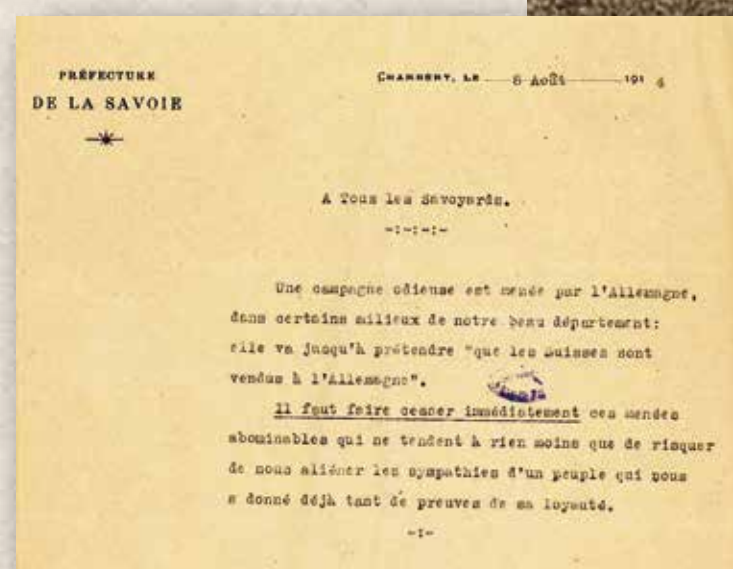 PRÉFECTURE
DE LA SAVOIE
CHAMBERY, LE 8 Août 1914
A Tous les Savoyards.
-:-:-:-
Une campagne odieuse est menée par l'Allemagne,
dans certains milieux de notre beau département:
elle va jusqu'à prétendre "que les Suisses sont
vendus à l'Allemagne".
Il faut faire cesser immédiatement ces menées
abominables qui ne tendent à rien moins que de risquer
de nous aliéner les sympathies d'un peuple qui nous
a donné déjà tant de preuves de sa loyauté.
-:-